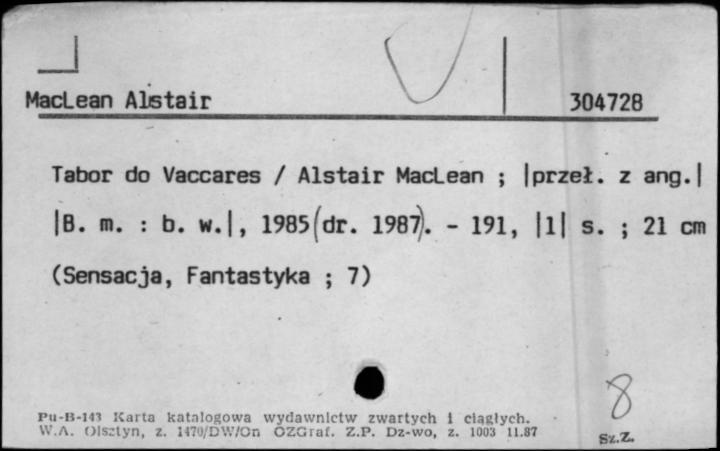 MacLean Alstair 304728
Tabor do Vaccares / Alstair MacLean ; |przeł. z ang.|
|B. m. : b. w.|, 1985(dr. 1987). - 191, |1| s. ; 21 cm
(Sensacja, Fantastyka ; 7)
8
Pu-B-143 Karta katalogowa wydawnictw zwartych i ciągłych.
W.A. Olsztyn, z. 1470/DW/Gn OZGraf. Z.P. Dz-wo, z. 1003 11.87
Sz.Z.